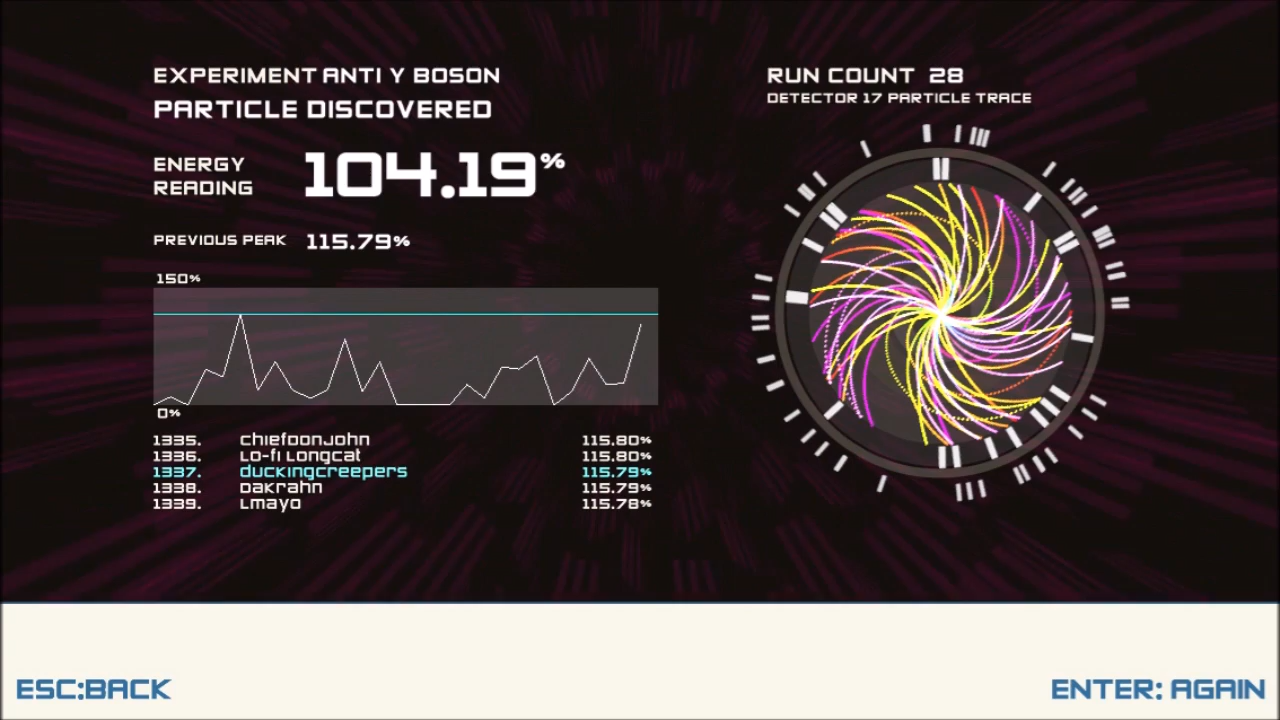 EXPERIMENT ANTI Y BOSON
PARTICLE DISCOVERED
ENERGY READING 104.19%
PREVIOUS PEAK 115.79%
150%
0%
1335. chiefdonjohn 115.80%
1336. Lo-fi Longcat 115.80%
1337. duckingcreepers 115.79%
1338. Dakrahn 115.79%
1339. Lmayo 115.78%
RUN COUNT 28
DETECTOR 17 PARTICLE TRACE
ESC:BACK
ENTER: AGAIN